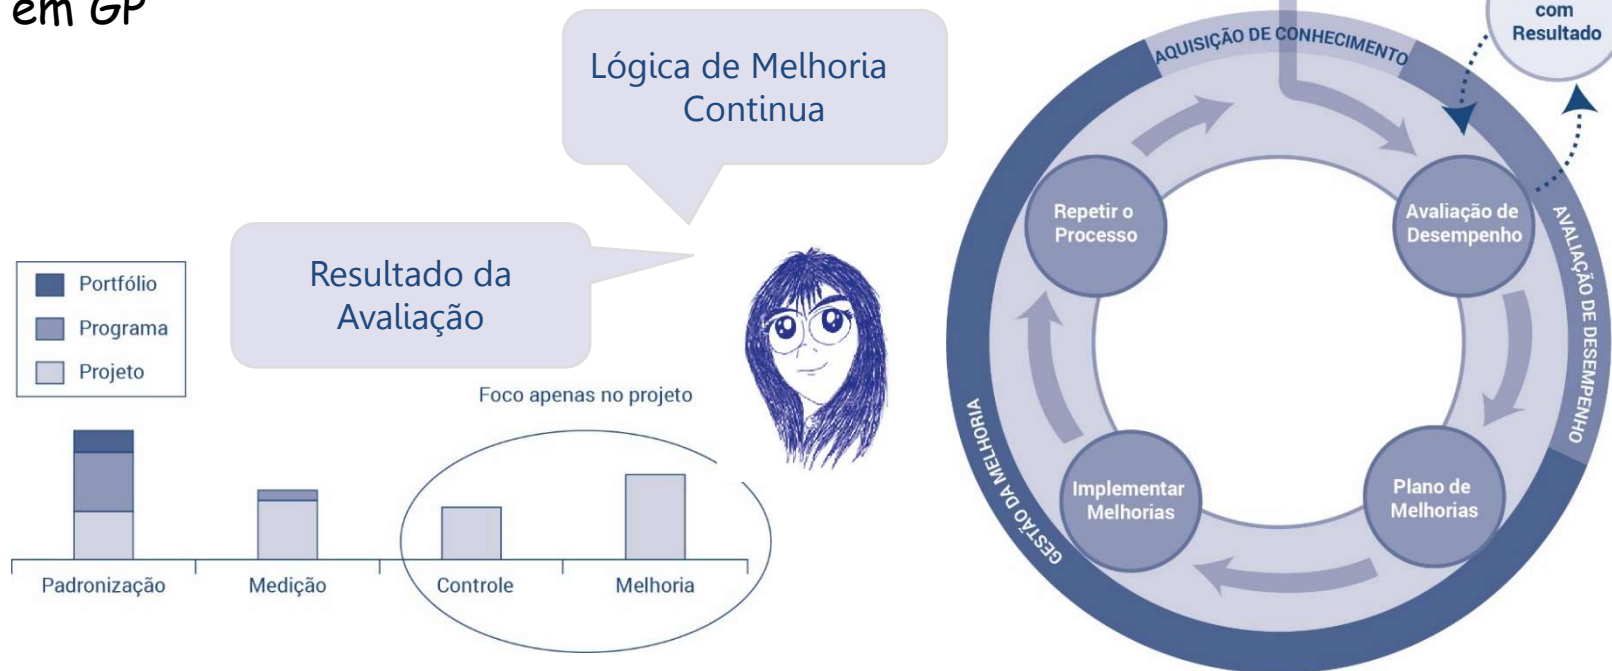 em GP
Lógica de Melhoria
Continua
Resultado da
Avaliação
Portfólio
Programa
Projeto
Foco apenas no projeto
Padronização
Medição
Controle
Melhoria
com
Resultado
AQUISIÇÃO DE CONHECIMENTO
Repetir o
Processo
Avaliação de
Desempenho
AVALIAÇÃO DE DESEMPENHO
Implementar
Melhorias
Plano de
Melhorias
GESTÃO DA MELHORIA